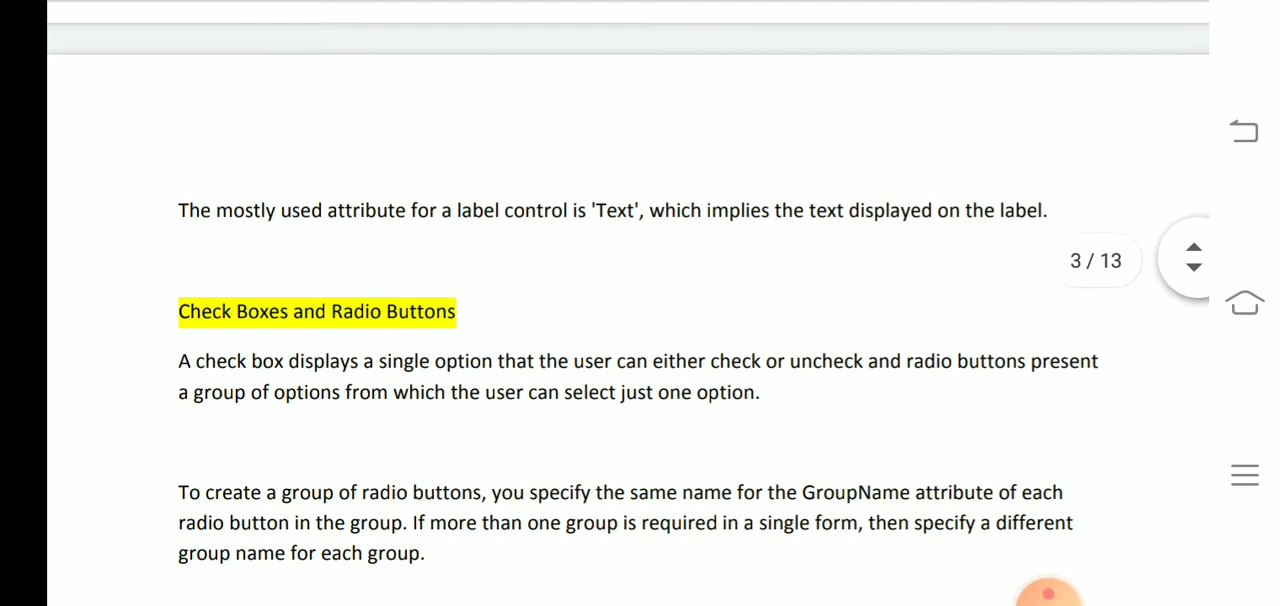 The mostly used attribute for a label control is 'Text', which implies the text displayed on the label.
3 / 13
Check Boxes and Radio Buttons
A check box displays a single option that the user can either check or uncheck and radio buttons present
a group of options from which the user can select just one option.
To create a group of radio buttons, you specify the same name for the GroupName attribute of each
radio button in the group. If more than one group is required in a single form, then specify a different
group name for each group.